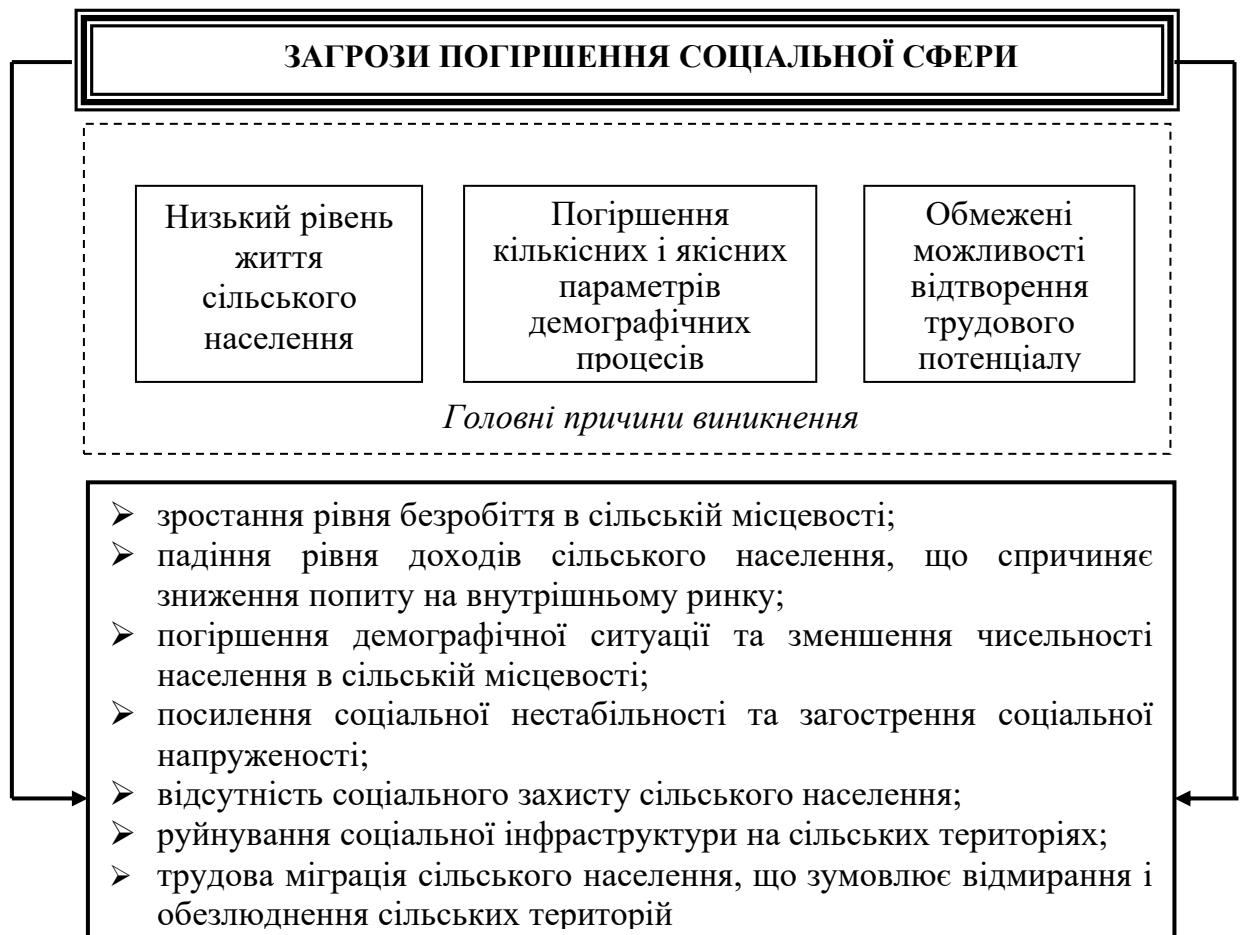 ЗАГРОЗИ ПОГІРШЕННЯ СОЦІАЛЬНОЇ СФЕРИ
Низький рівень
життя
сільського
населення
Погіршення
кількісних і якісних
параметрів
демографічних
процесів
Обмежені
можливості
відтворення
трудового
потенціалу
Головні причини виникнення
➢ зростання рівня безробіття в сільській місцевості;
➢ падіння рівня доходів сільського населення, що спричиняє
зниження попиту на внутрішньому ринку;
➢ погіршення демографічної ситуації та зменшення чисельності
населення в сільській місцевості;
➢ посилення соціальної нестабільності та загострення соціальної
напруженості;
➢ відсутність соціального захисту сільського населення;
➢ руйнування соціальної інфраструктури на сільських територіях;
➢ трудова міграція сільського населення, що зумовлює відмирання і
обезлюднення сільських територій